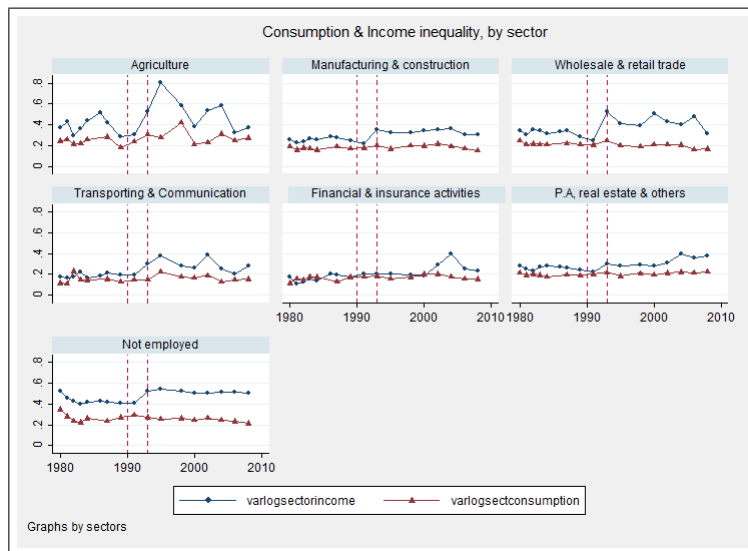 Consumption & Income inequality, by sector
Agriculture
Manufacturing & construction
Wholesale & retail trade
0 .2 .4 .6 .8
Transporting & Communication
Financial & insurance activities
P.A, real estate & others
0 .2 .4 .6 .8
1980 1990 2000 2010
1980 1990 2000 2010
Not employed
0 .2 .4 .6 .8
1980 1990 2000 2010
varlogsectorincome
varlogsectconsumption
Graphs by sectors